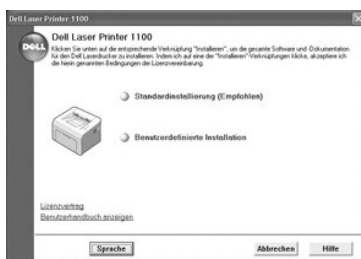 Dell Laser Printer 1100
Dell Laser Printer 1100
DELL
Klicken Sie unten auf die entsprechende Verknüpfung "Installieren", um die gesamte Software und Dokumentation
für den Dell Laserdrucker zu installieren. Indem ich auf eine der "Installieren"-Verknüpfungen klicke, akzeptiere ich
die hierin genannten Bedingungen der Lizenzvereinbarung.
Standardinstallierung (Empfohlen)
Benutzerdefinierte Installation
Lizenzvertrag
Benutzerhandbuch anzeigen
Sprache
Abbrechen
Hilfe